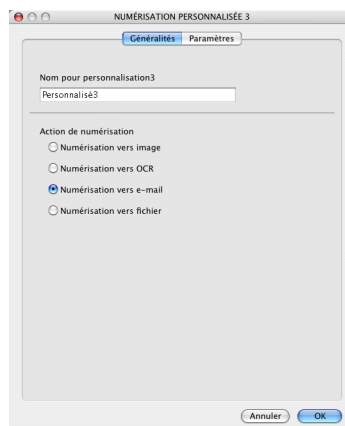 NUMÉRISATION PERSONNALISÉE 3
Généralités Paramètres
Nom pour personnalisation3
Personnalisé3
Action de numérisation
Numérisation vers image
Numérisation vers OCR
Numérisation vers e-mail
Numérisation vers fichier
Annuler OK